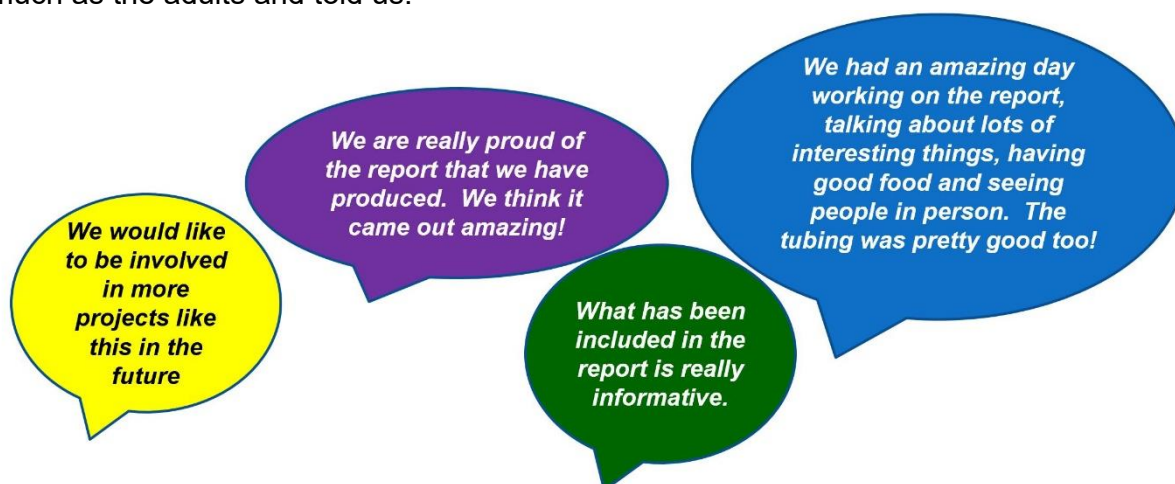 much as the adults and told us:
We would like
to be involved
in more
projects like
this in the
future
We are really proud of
the report that we have
produced.  We think it
came out amazing!
What has been
included in the
report is really
informative.
We had an amazing day
working on the report,
talking about lots of
interesting things, having
good food and seeing
people in person.  The
tubing was pretty good too!